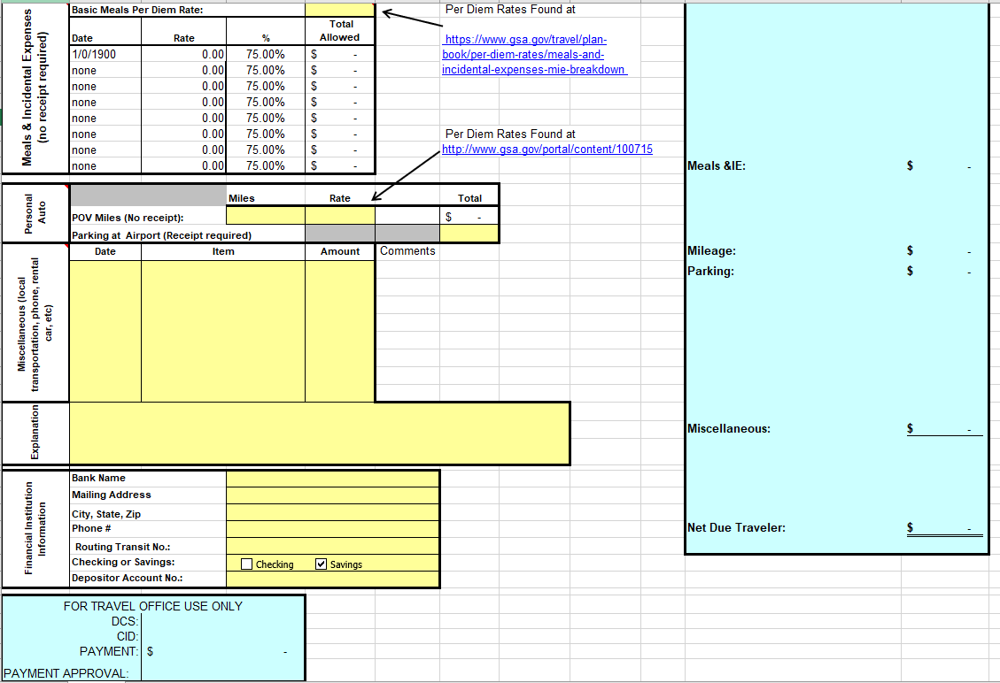 Meals & Incidental Expenses
(no receipt required)
Basic Meals Per Diem Rate:
Date Rate % Total Allowed
1/0/1900 0.00 75.00% $ -
none 0.00 75.00% $ -
none 0.00 75.00% $ -
none 0.00 75.00% $ -
none 0.00 75.00% $ -
none 0.00 75.00% $ -
none 0.00 75.00% $ -
none 0.00 75.00% $ -
Per Diem Rates Found at
https://www.gsa.gov/travel/plan-
book/per-diem-rates/meals-and-
incidental-expenses-mie-breakdown
Per Diem Rates Found at
http://www.gsa.gov/portal/content/100715
Meals &IE: $ -
Personal
Auto
Miles Rate Total
POV Miles (No receipt): $ -
Parking at Airport (Receipt required)
Mileage: $ -
Parking: $ -
Miscellaneous (local
transportation, phone, rental
car, etc)
Date Item Amount Comments
Explanation
Miscellaneous: $ -
Financial Institution
Information
Bank Name
Mailing Address
City, State, Zip
Phone #
Routing Transit No.:
Checking or Savings: Checking Savings
Depositor Account No.:
Net Due Traveler: $ -
FOR TRAVEL OFFICE USE ONLY
DCS:
CID:
PAYMENT: $ -
PAYMENT APPROVAL: